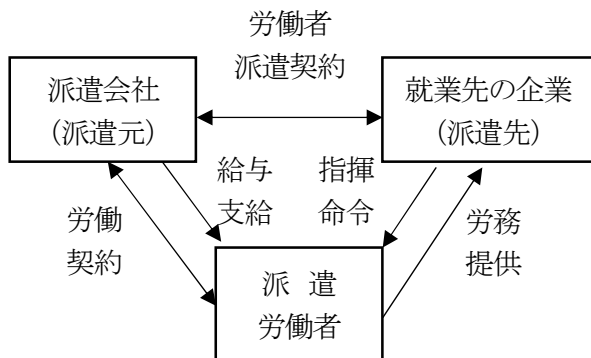 労働者
派遣契約
派遣会社
(派遣元)
就業先の企業
(派遣先)
給与
支給
指揮
命令
労働
契約
労務
提供
派 遣
労働者